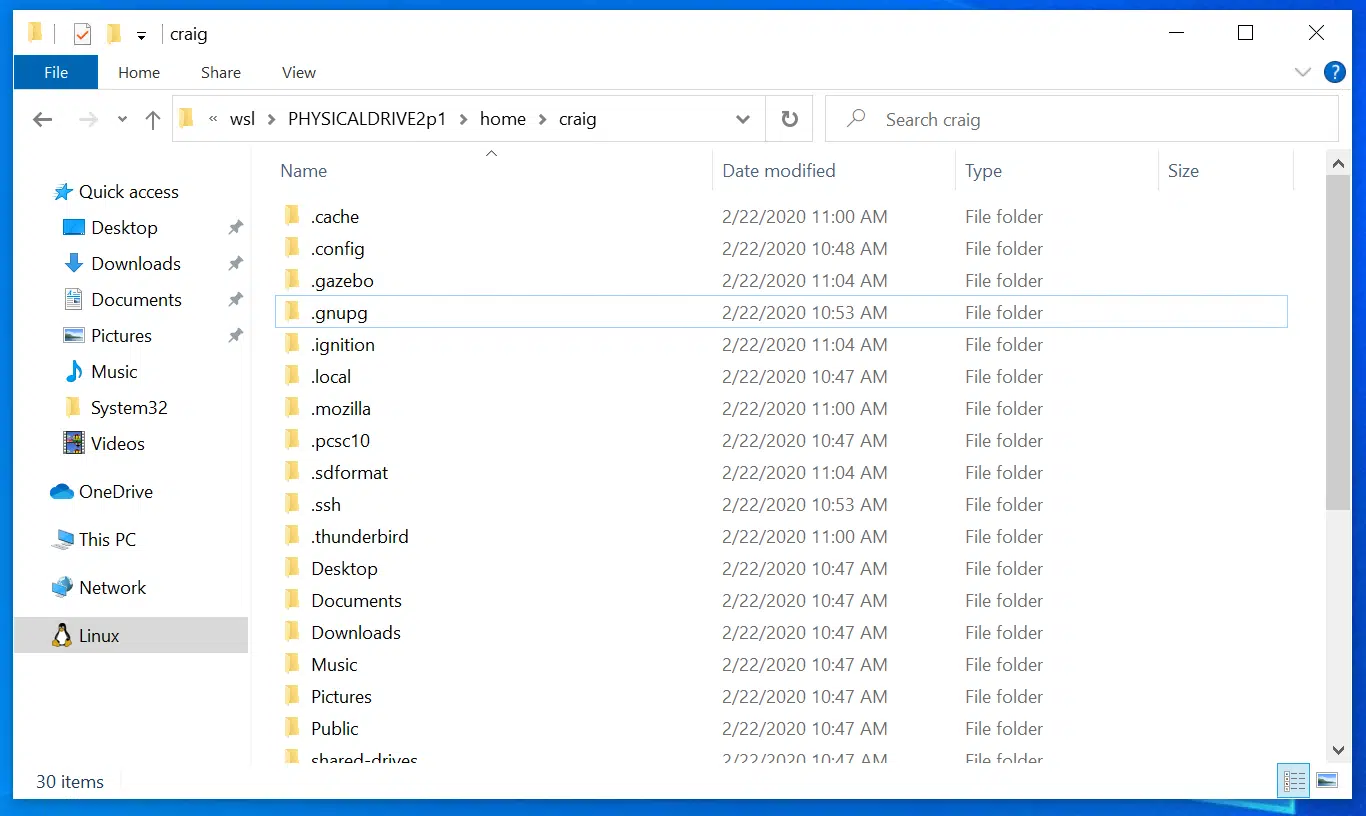 craig
File Home Share View
« wsl > PHYSICALDRIVE2p1 > home > craig
Search craig
Name Date modified Type Size
Quick access
Desktop
Downloads
Documents
Pictures
Music
System32
Videos
OneDrive
This PC
Network
Linux
.cache 2/22/2020 11:00 AM File folder
.config 2/22/2020 10:48 AM File folder
.gazebo 2/22/2020 11:04 AM File folder
.gnupg 2/22/2020 10:53 AM File folder
.ignition 2/22/2020 11:04 AM File folder
.local 2/22/2020 10:47 AM File folder
.mozilla 2/22/2020 11:00 AM File folder
.pcsc10 2/22/2020 10:47 AM File folder
.sdformat 2/22/2020 11:04 AM File folder
.ssh 2/22/2020 10:53 AM File folder
.thunderbird 2/22/2020 11:00 AM File folder
Desktop 2/22/2020 10:47 AM File folder
Documents 2/22/2020 10:47 AM File folder
Downloads 2/22/2020 10:47 AM File folder
Music 2/22/2020 10:47 AM File folder
Pictures 2/22/2020 10:47 AM File folder
Public 2/22/2020 10:47 AM File folder
shared-drives 2/22/2020 10:47 AM File folder
30 items